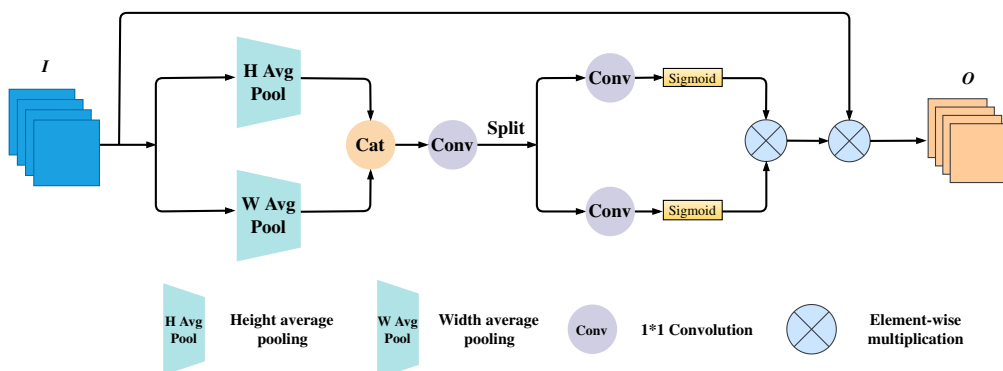 I
H Avg
Pool
W Avg
Pool
Cat
Conv
Split
Conv
Sigmoid
Conv
Sigmoid
O
H Avg
Pool
Height average
pooling
W Avg
Pool
Width average
pooling
Conv
1*1 Convolution
Element-wise
multiplication